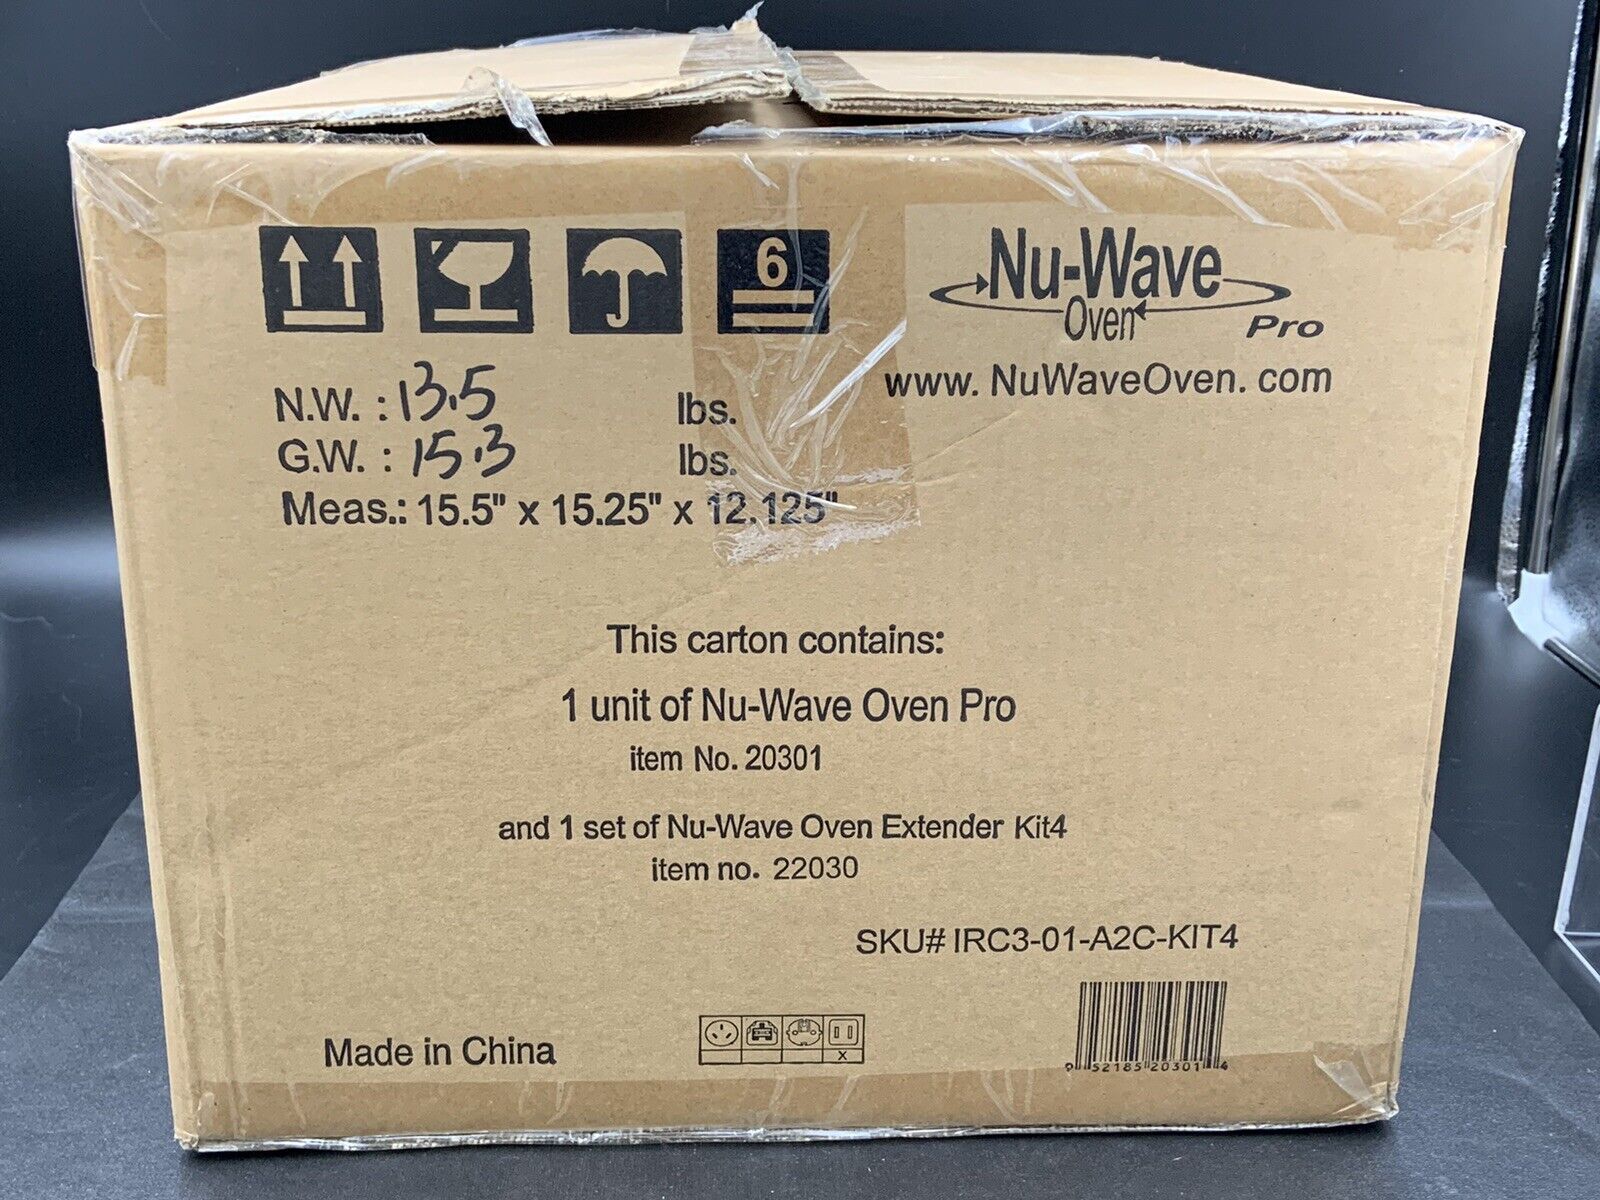 6
Nu-Wave
Oven Pro
www. NuWaveOven. com
N.W. : 13.5 lbs.
G.W. : 15.3 lbs.
Meas.: 15.5" x 15.25" x 12.125"
This carton contains:
1 unit of Nu-Wave Oven Pro
item No. 20301
and 1 set of Nu-Wave Oven Extender Kit4
item no. 22030
SKU# IRC3-01-A2C-KIT4
Made in China
X
0 52185 20301 4